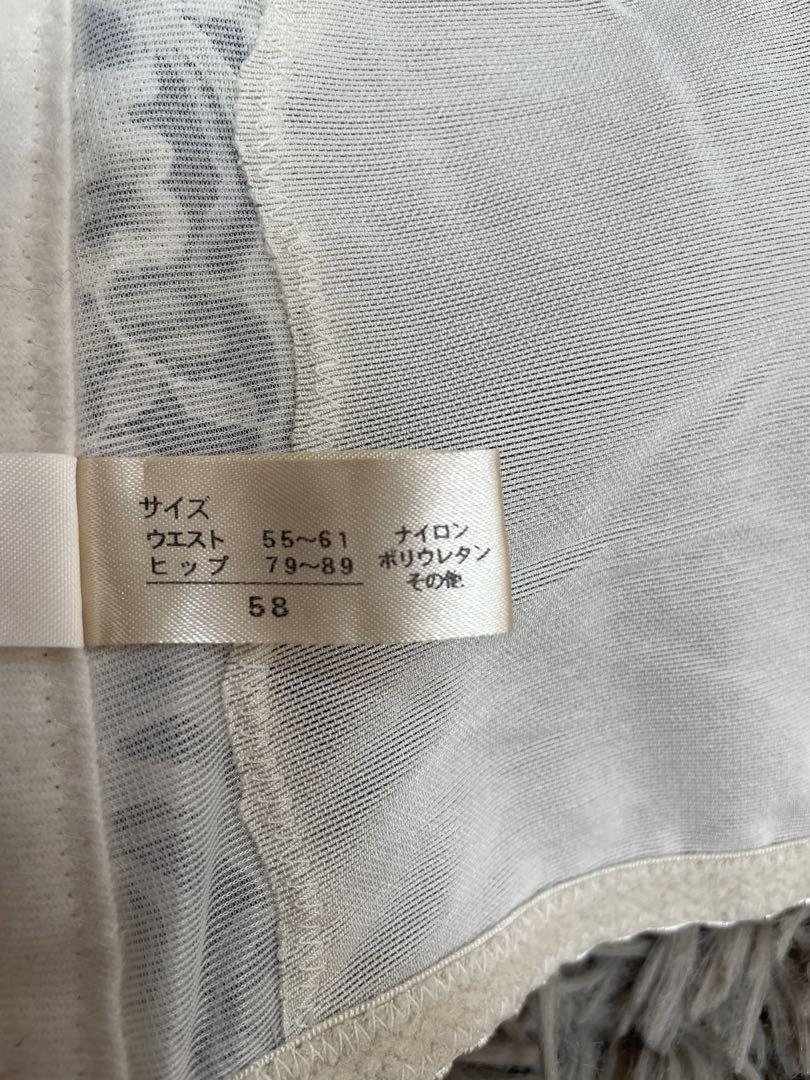 サイズ
ウエスト 55～61
ヒップ 79～89
58
ナイロン
ポリウレタン
その他